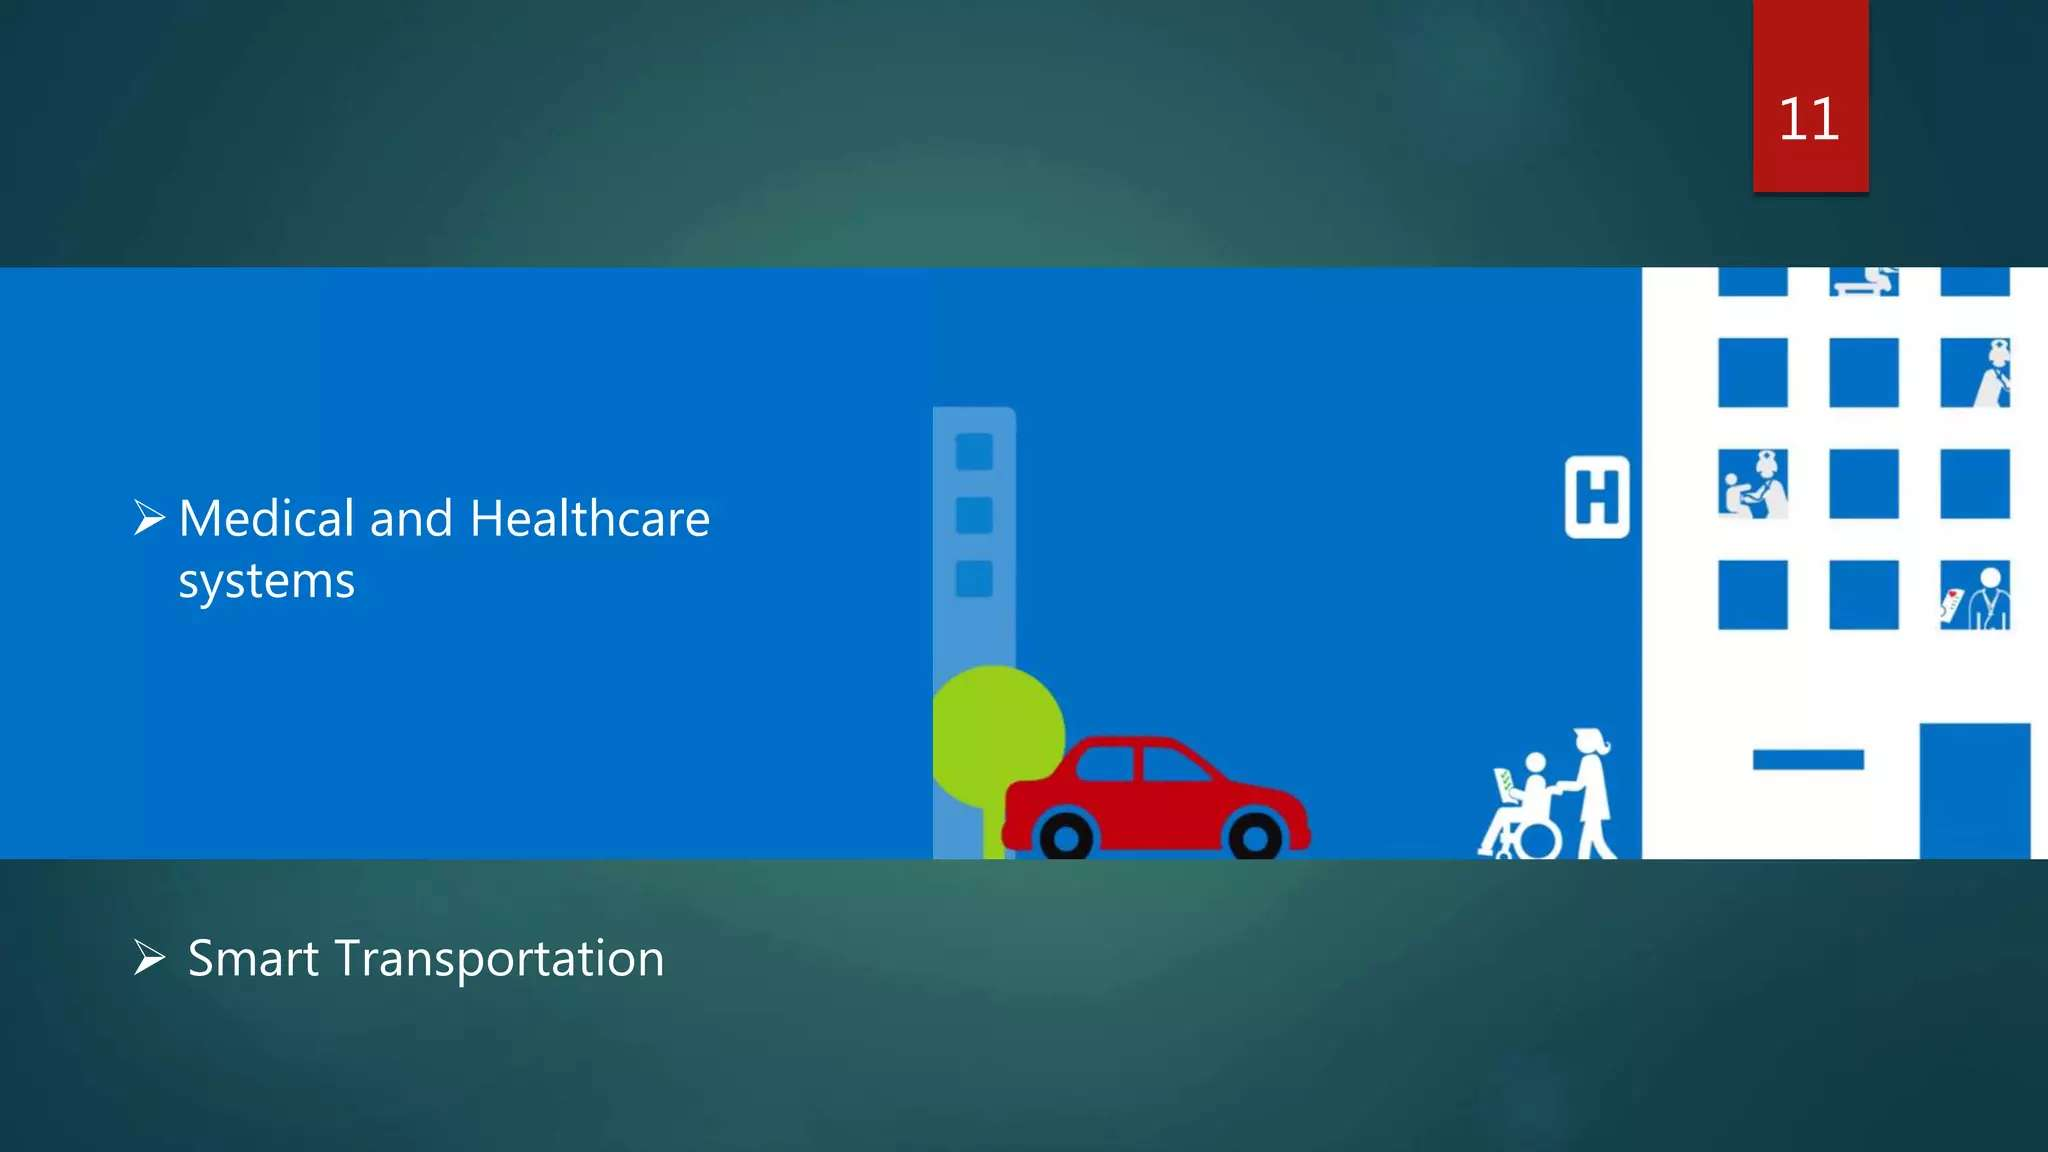 11
H
➢ Medical and Healthcare
systems
➢ Smart Transportation